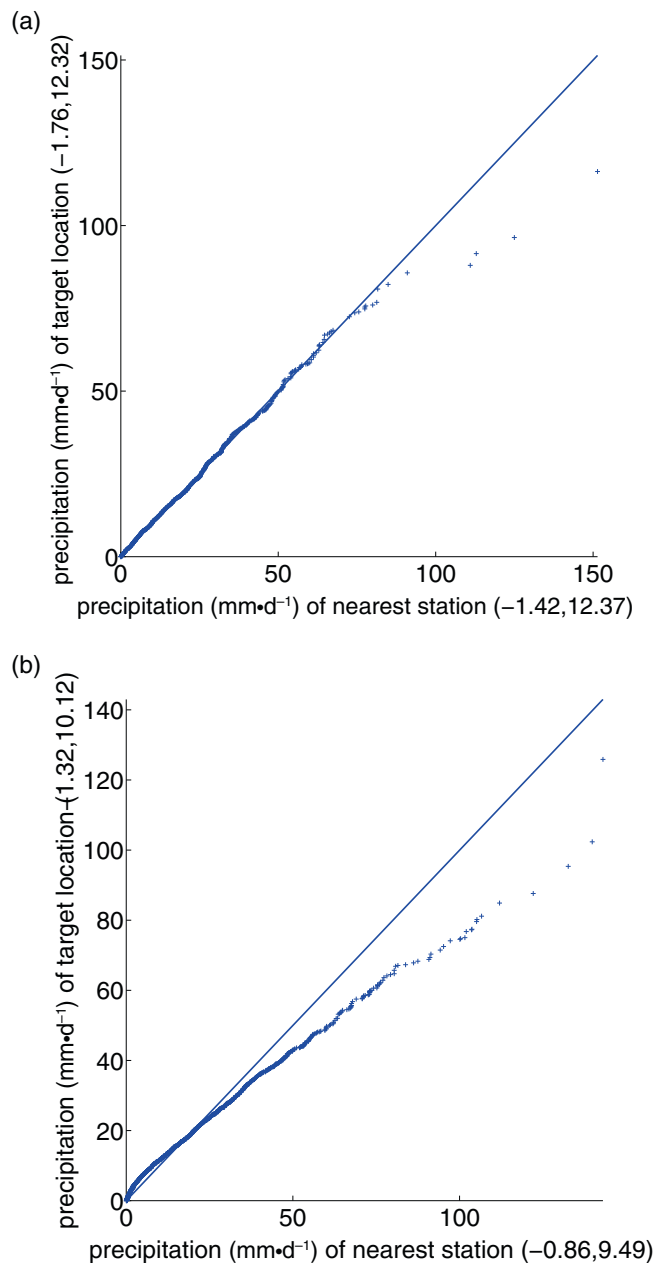 (a)
150
100
50
0
precipitation (mm•d⁻¹) of target location (−1.76,12.32)
0 50 100 150
precipitation (mm•d⁻¹) of nearest station (−1.42,12.37)
(b)
140
120
100
80
60
40
20
0
precipitation (mm•d⁻¹) of target location-(1.32,10.12)
0 50 100
precipitation (mm•d⁻¹) of nearest station (−0.86,9.49)